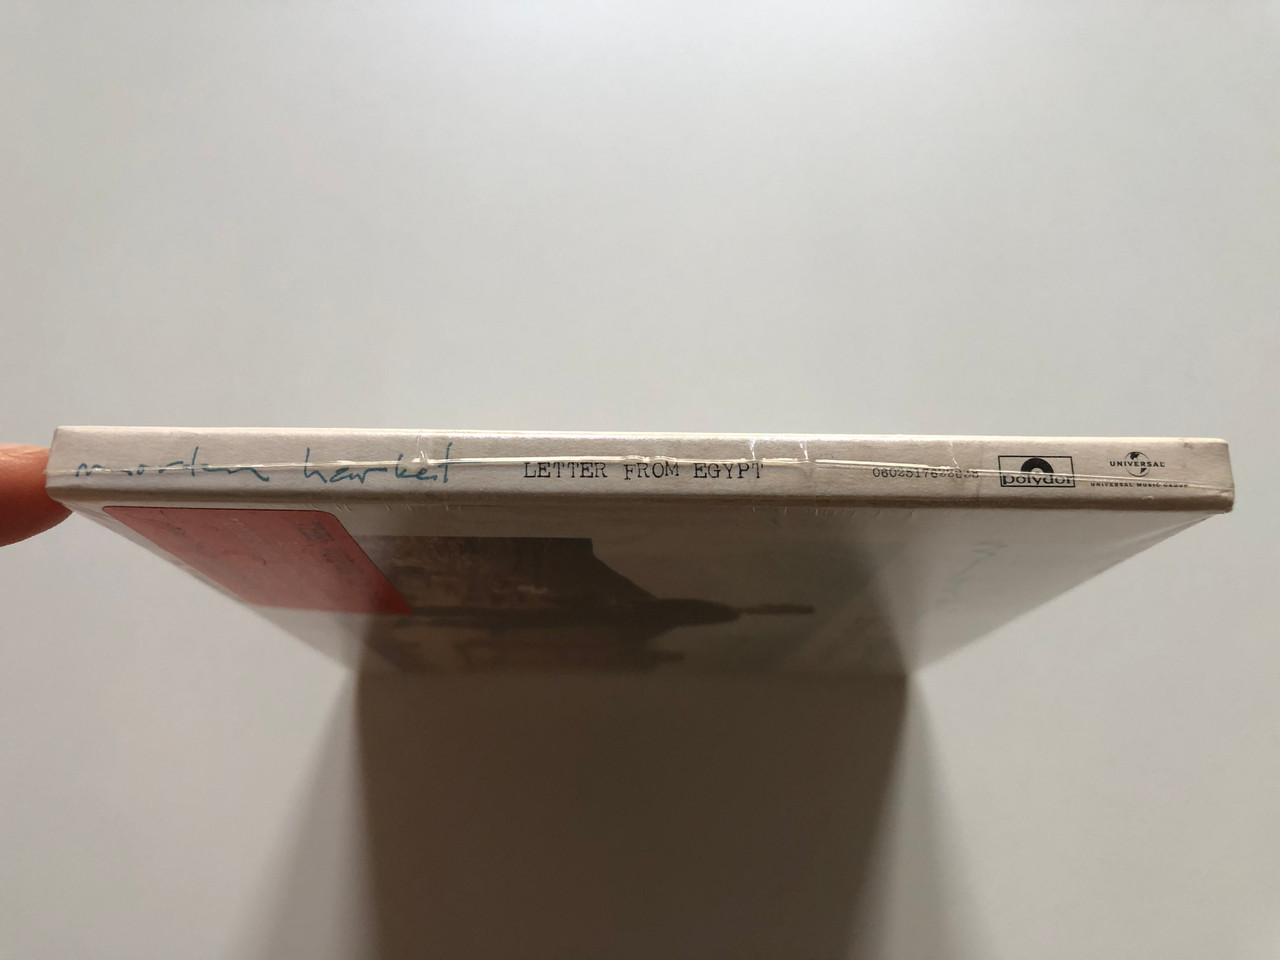 morten harket LETTER FROM EGYPT polydor UNIVERSAL
UNIVERSAL MUSIC GROUP